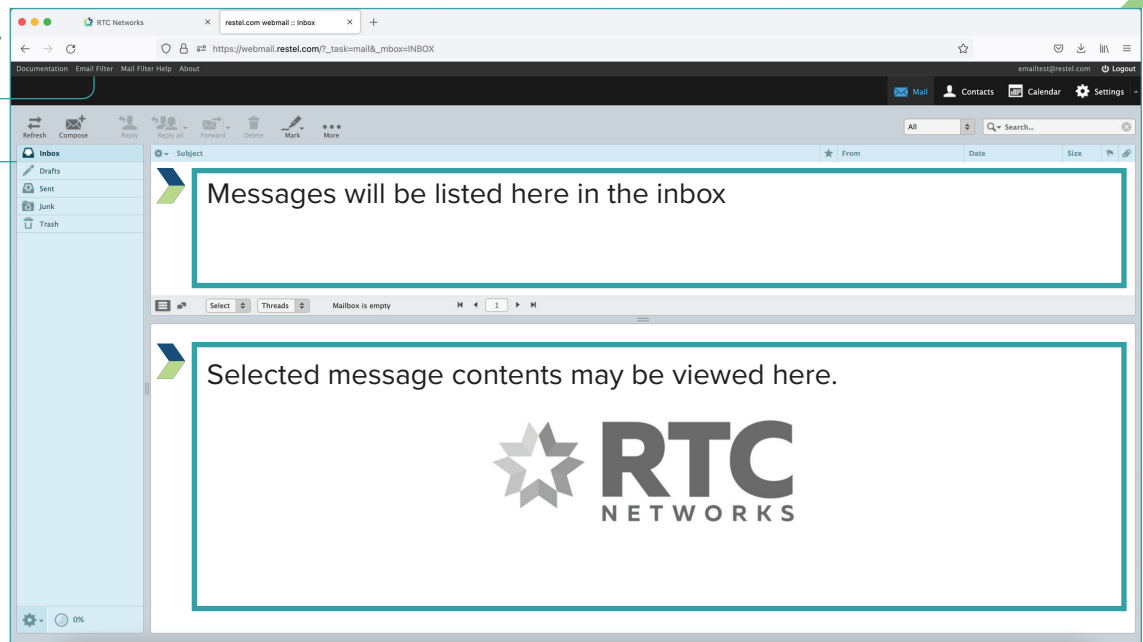 RTC Networks
restel.com webmail :: Inbox
https://webmail.restel.com/?_task=mail&_mbox=INBOX
Documentation Email Filter Mail Filter Help About
emailtest@restel.com Logout
Mail Contacts Calendar Settings
Refresh Compose Reply Reply all Forward Delete Mark More
All Search...
Inbox
Drafts
Sent
Junk
Trash
Subject From Date Size
Messages will be listed here in the inbox
Select Threads Mailbox is empty 1
Selected message contents may be viewed here.
RTC
NETWORKS
0%